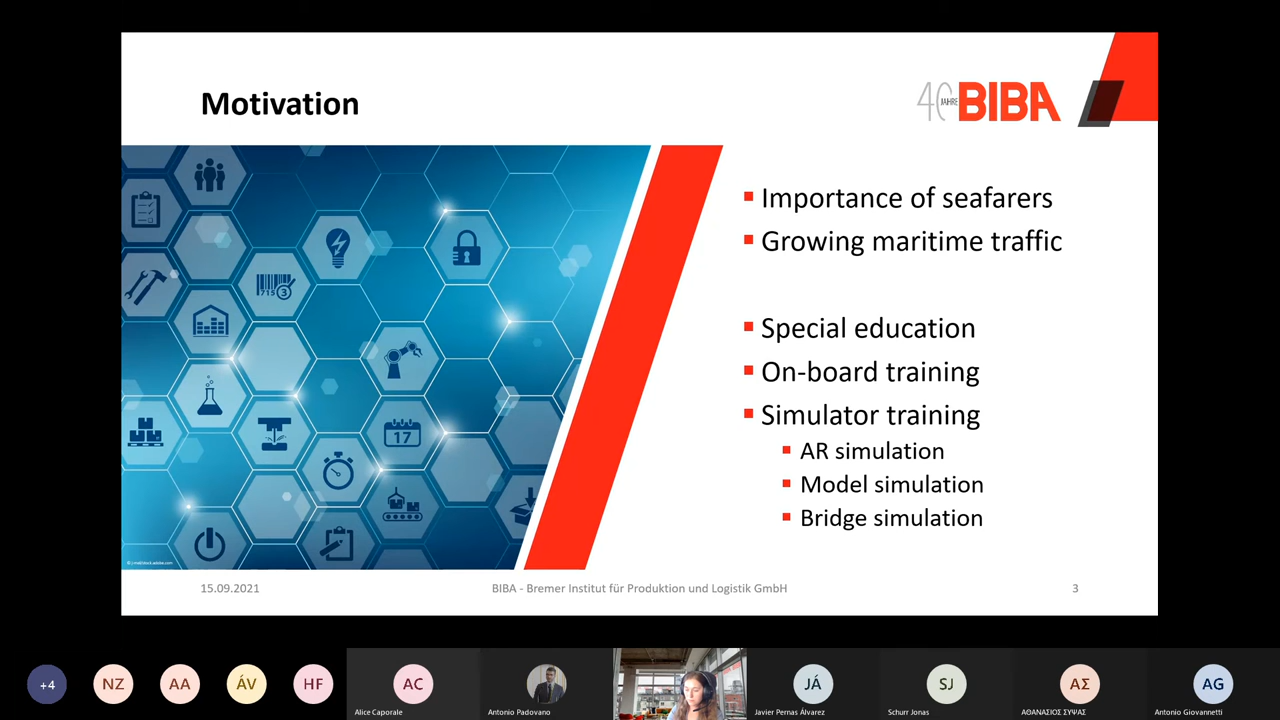 Motivation
40 JAHRE BIBA
Importance of seafarers
Growing maritime traffic
Special education
On-board training
Simulator training
AR simulation
Model simulation
Bridge simulation
715 3
17
15.09.2021
BIBA - Bremer Institut für Produktion und Logistik GmbH
3
+4
NZ
AA
ÁV
HF
AC
JÁ
SJ
ΑΣ
AG
Alice Caporale
Antonio Padovano
Javier Pernas Álvarez
Schurr Jonas
ΑΘΑΝΑΣΙΟΣ ΣΥΨΑΣ
Antonio Giovannetti